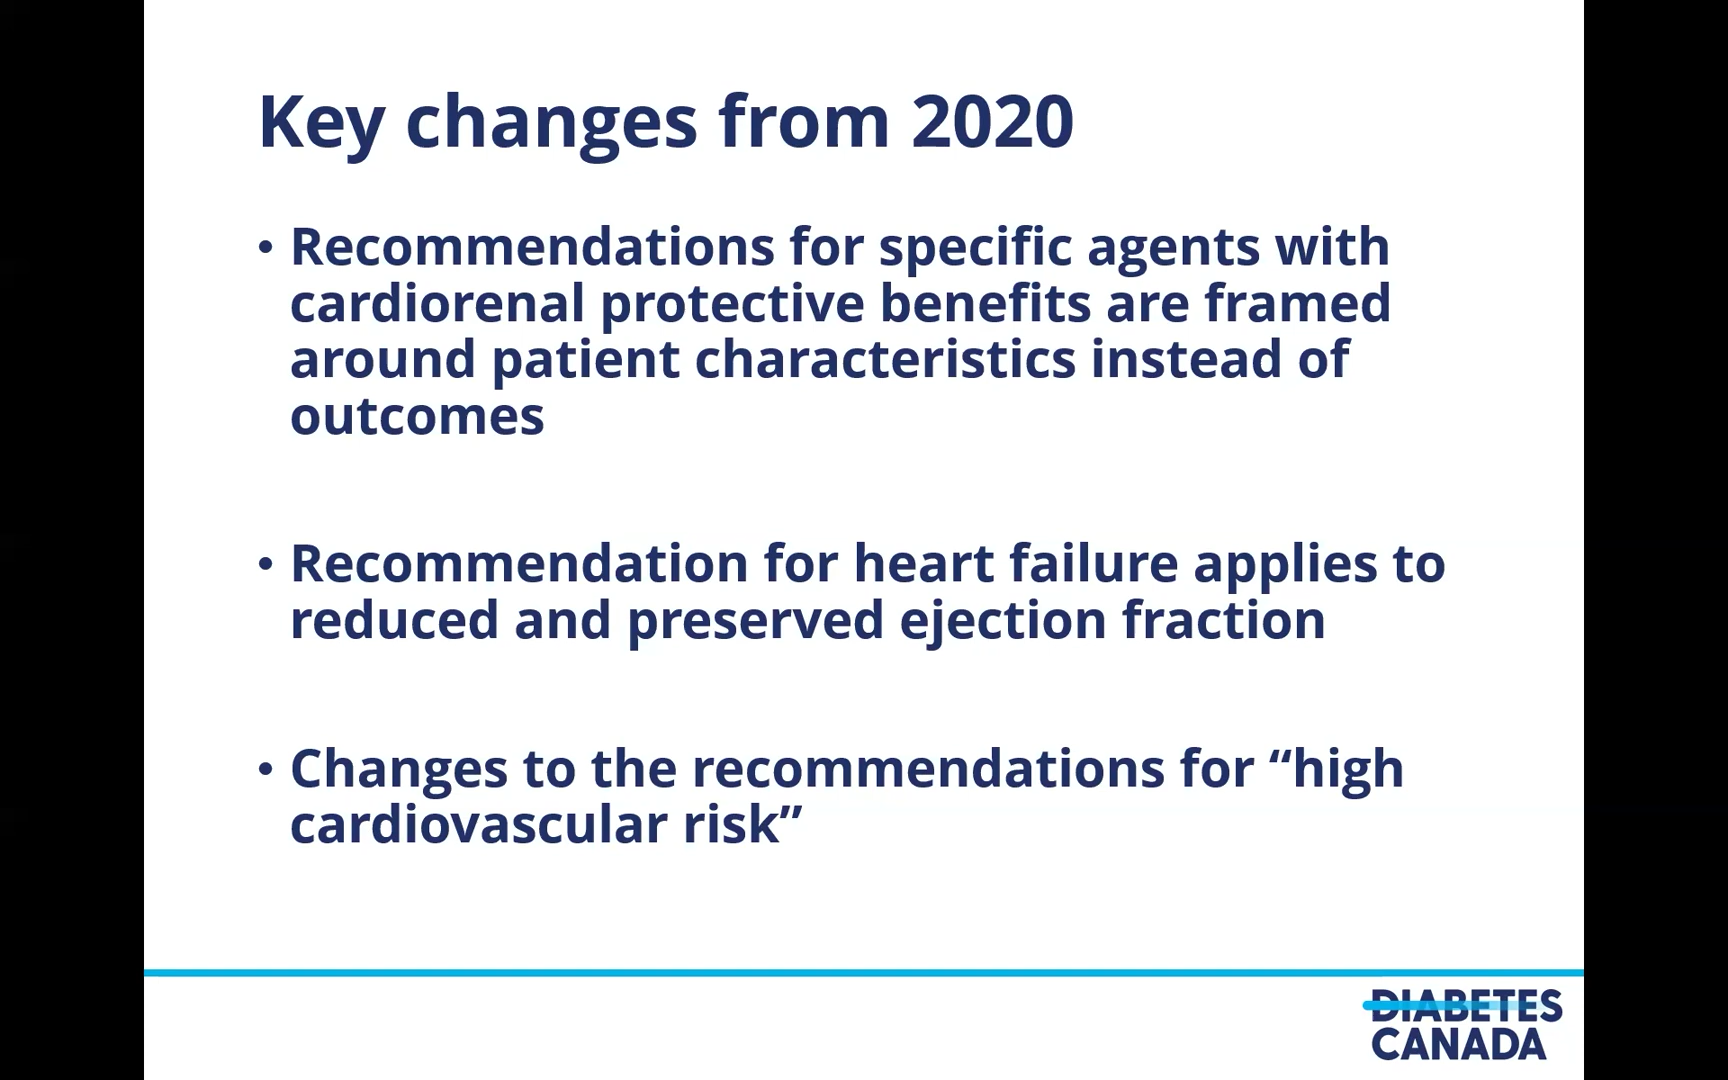 Key changes from 2020
• Recommendations for specific agents with
cardiorenal protective benefits are framed
around patient characteristics instead of
outcomes
• Recommendation for heart failure applies to
reduced and preserved ejection fraction
• Changes to the recommendations for “high
cardiovascular risk”
DIABETES
CANADA